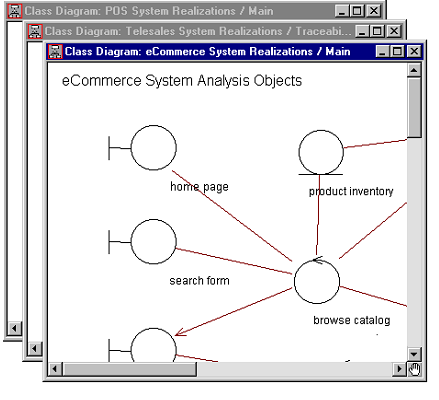 Class Diagram: POS System Realizations / Main
Class Diagram: Telesales System Realizations / Traceabi...
Class Diagram: eCommerce System Realizations / Main
eCommerce System Analysis Objects
home page
product inventory
search form
browse catalog